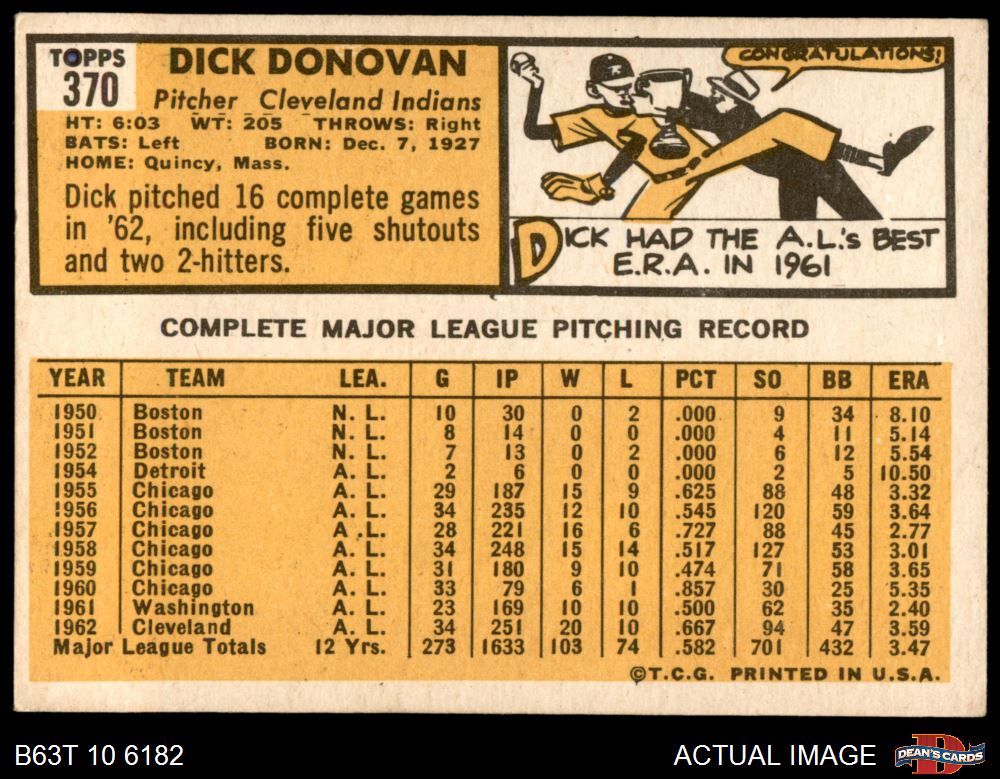 TOPPS
370
DICK DONOVAN
Pitcher Cleveland Indians
HT: 6:03 WT: 205 THROWS: Right
BATS: Left BORN: Dec. 7, 1927
HOME: Quincy, Mass.
Dick pitched 16 complete games
in '62, including five shutouts
and two 2-hitters.
CONGRATULATIONS!
DICK HAD THE A.L.'s BEST
E.R.A. IN 1961
COMPLETE MAJOR LEAGUE PITCHING RECORD
YEAR TEAM LEA. G IP W L PCT SO BB ERA
1950 Boston N. L. 10 30 0 2 .000 9 34 8.10
1951 Boston N. L. 8 14 0 0 .000 4 11 5.14
1952 Boston N. L. 7 13 0 2 .000 6 12 5.54
1954 Detroit A. L. 2 6 0 0 .000 2 5 10.50
1955 Chicago A. L. 29 187 15 9 .625 88 48 3.32
1956 Chicago A. L. 34 235 12 10 .545 120 59 3.64
1957 Chicago A .L. 28 221 16 6 .727 88 45 2.77
1958 Chicago A. L. 34 248 15 14 .517 127 53 3.01
1959 Chicago A. L. 31 180 9 10 .474 71 58 3.65
1960 Chicago A. L. 33 79 6 1 .857 30 25 5.35
1961 Washington A. L. 23 169 10 10 .500 62 35 2.40
1962 Cleveland A. L. 34 251 20 10 .667 94 47 3.59
Major League Totals 12 Yrs. 273 1633 103 74 .582 701 432 3.47
©T.C.G. PRINTED IN U.S.A.
B63T 10 6182
ACTUAL IMAGE
DEAN'S CARDS